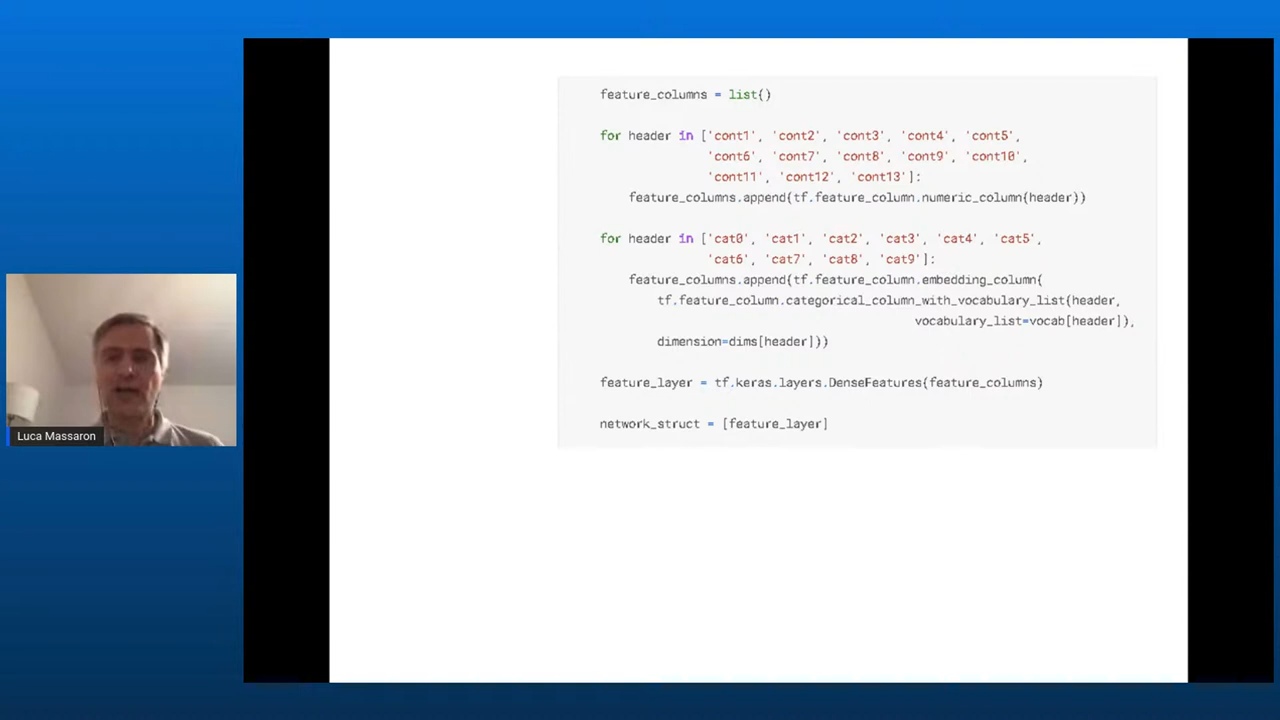 feature_columns = list()
for header in ['cont1', 'cont2', 'cont3', 'cont4', 'cont5',
'cont6', 'cont7', 'cont8', 'cont9', 'cont10',
'cont11', 'cont12', 'cont13']:
feature_columns.append(tf.feature_column.numeric_column(header))
for header in ['cat0', 'cat1', 'cat2', 'cat3', 'cat4', 'cat5',
'cat6', 'cat7', 'cat8', 'cat9']:
feature_columns.append(tf.feature_column.embedding_column(
tf.feature_column.categorical_column_with_vocabulary_list(header,
vocabulary_list=vocab[header]),
dimension=dims[header]))
feature_layer = tf.keras.layers.DenseFeatures(feature_columns)
network_struct = [feature_layer]
Luca Massaron